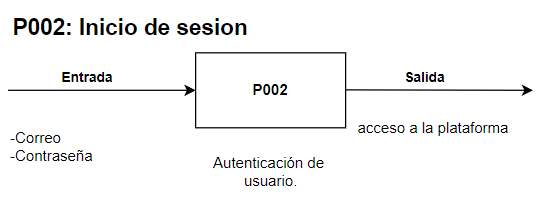 P002: Inicio de sesion
Entrada
P002
Salida
-Correo
-Contraseña
acceso a la plataforma
Autenticación de
usuario.